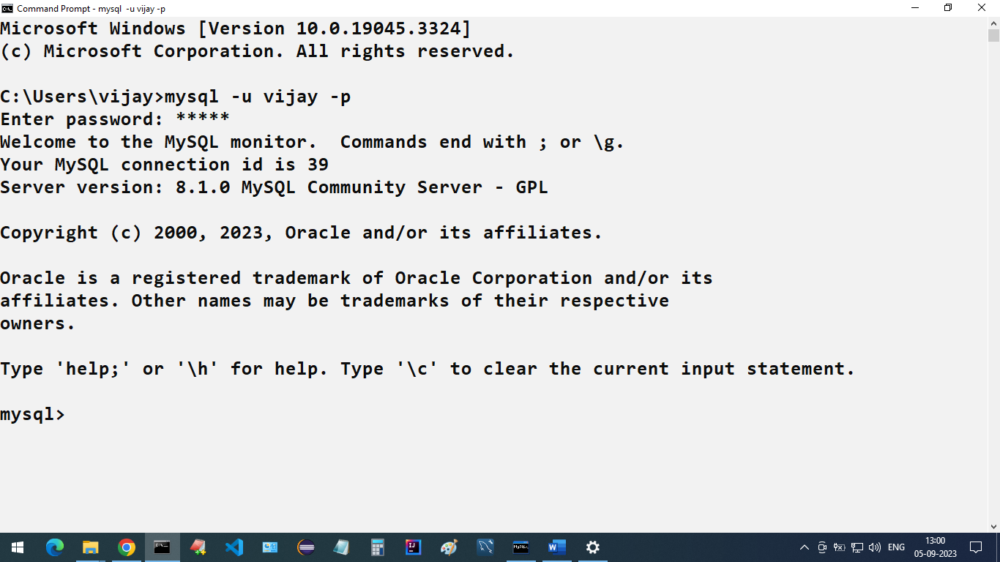 Command Prompt - mysql  -u vijay -p
Microsoft Windows [Version 10.0.19045.3324]
(c) Microsoft Corporation. All rights reserved.
C:\Users\vijay>mysql -u vijay -p
Enter password: *****
Welcome to the MySQL monitor.  Commands end with ; or \g.
Your MySQL connection id is 39
Server version: 8.1.0 MySQL Community Server - GPL
Copyright (c) 2000, 2023, Oracle and/or its affiliates.
Oracle is a registered trademark of Oracle Corporation and/or its
affiliates. Other names may be trademarks of their respective
owners.
Type 'help;' or '\h' for help. Type '\c' to clear the current input statement.
mysql>
ENG
13:00
05-09-2023